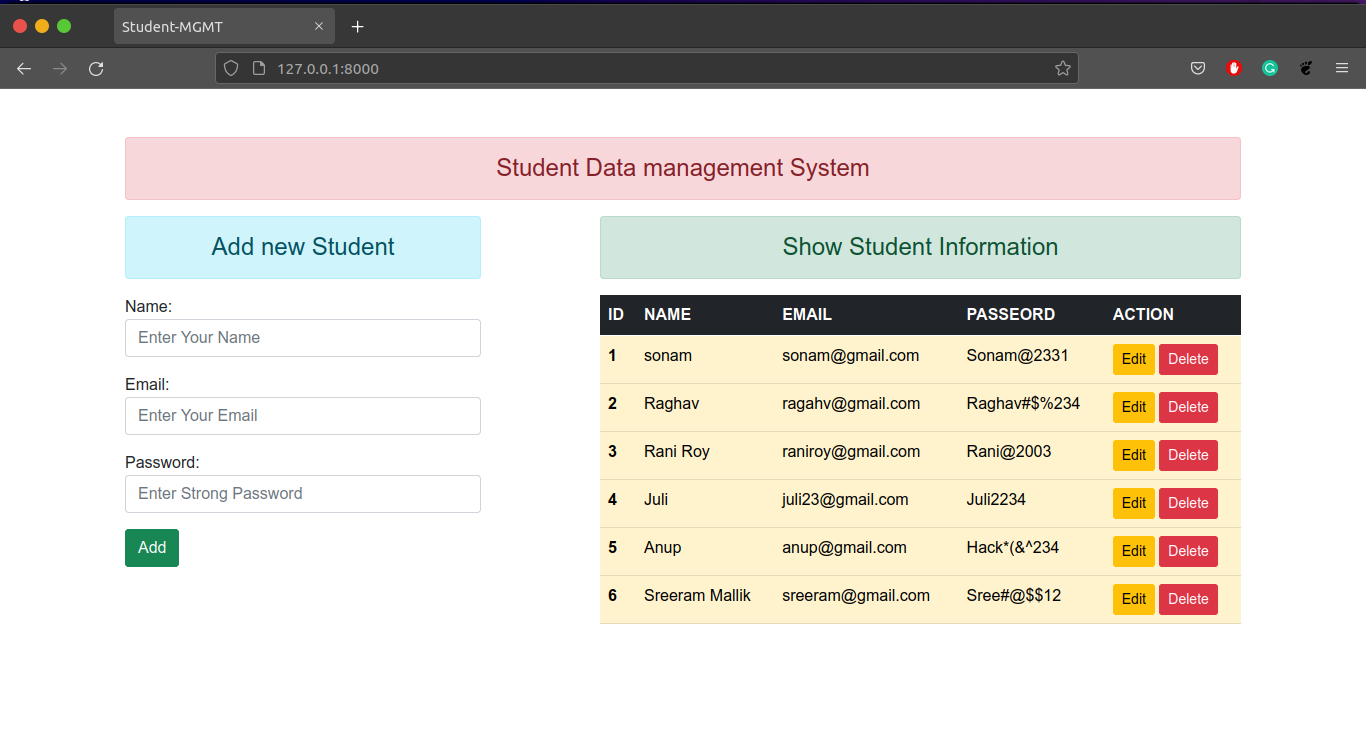 Student-MGMT
127.0.0.1:8000
Student Data management System
Add new Student
Name:
Enter Your Name
Email:
Enter Your Email
Password:
Enter Strong Password
Add
Show Student Information
ID NAME EMAIL PASSEORD ACTION
1 sonam sonam@gmail.com Sonam@2331 Edit Delete
2 Raghav ragahv@gmail.com Raghav#$%234 Edit Delete
3 Rani Roy raniroy@gmail.com Rani@2003 Edit Delete
4 Juli juli23@gmail.com Juli2234 Edit Delete
5 Anup anup@gmail.com Hack*(&^234 Edit Delete
6 Sreeram Mallik sreeram@gmail.com Sree#@$$12 Edit Delete